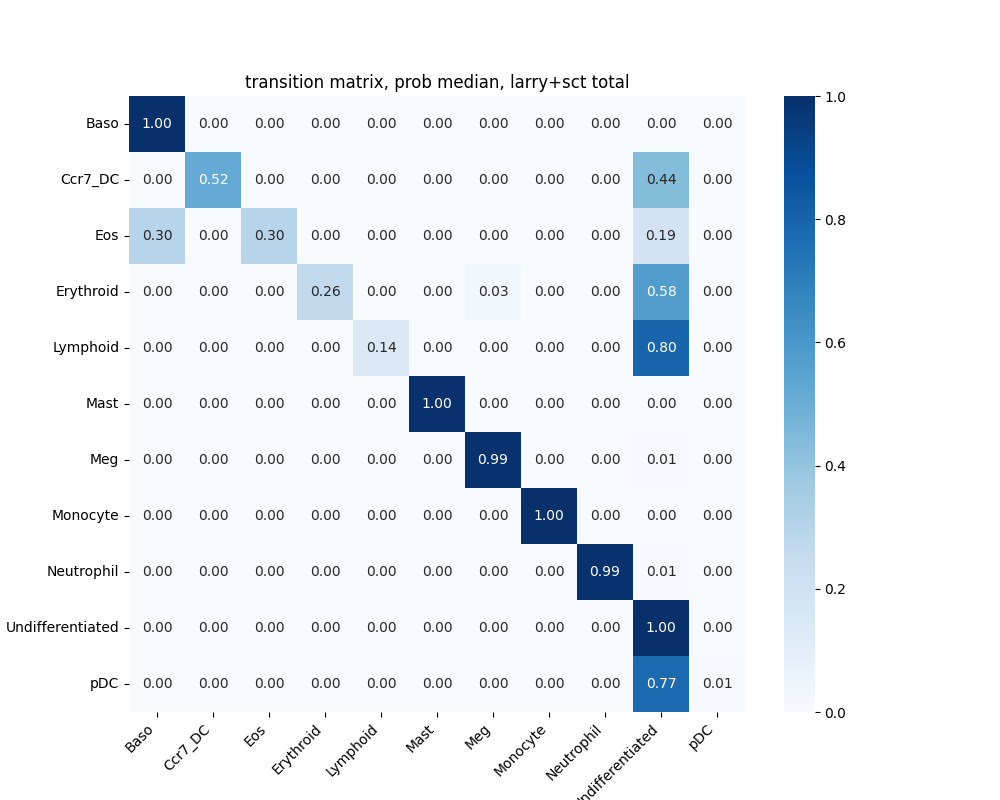 transition matrix, prob median, larry+sct total
Baso 1.00 0.00 0.00 0.00 0.00 0.00 0.00 0.00 0.00 0.00 0.00
Ccr7_DC 0.00 0.52 0.00 0.00 0.00 0.00 0.00 0.00 0.00 0.44 0.00
Eos 0.30 0.00 0.30 0.00 0.00 0.00 0.00 0.00 0.00 0.19 0.00
Erythroid 0.00 0.00 0.00 0.26 0.00 0.00 0.03 0.00 0.00 0.58 0.00
Lymphoid 0.00 0.00 0.00 0.00 0.14 0.00 0.00 0.00 0.00 0.80 0.00
Mast 0.00 0.00 0.00 0.00 0.00 1.00 0.00 0.00 0.00 0.00 0.00
Meg 0.00 0.00 0.00 0.00 0.00 0.00 0.99 0.00 0.00 0.01 0.00
Monocyte 0.00 0.00 0.00 0.00 0.00 0.00 0.00 1.00 0.00 0.00 0.00
Neutrophil 0.00 0.00 0.00 0.00 0.00 0.00 0.00 0.00 0.99 0.01 0.00
Undifferentiated 0.00 0.00 0.00 0.00 0.00 0.00 0.00 0.00 0.00 1.00 0.00
pDC 0.00 0.00 0.00 0.00 0.00 0.00 0.00 0.00 0.00 0.77 0.01
Baso
Ccr7_DC
Eos
Erythroid
Lymphoid
Mast
Meg
Monocyte
Neutrophil
ndifferentiated
pDC
1.0
0.8
0.6
0.4
0.2
0.0